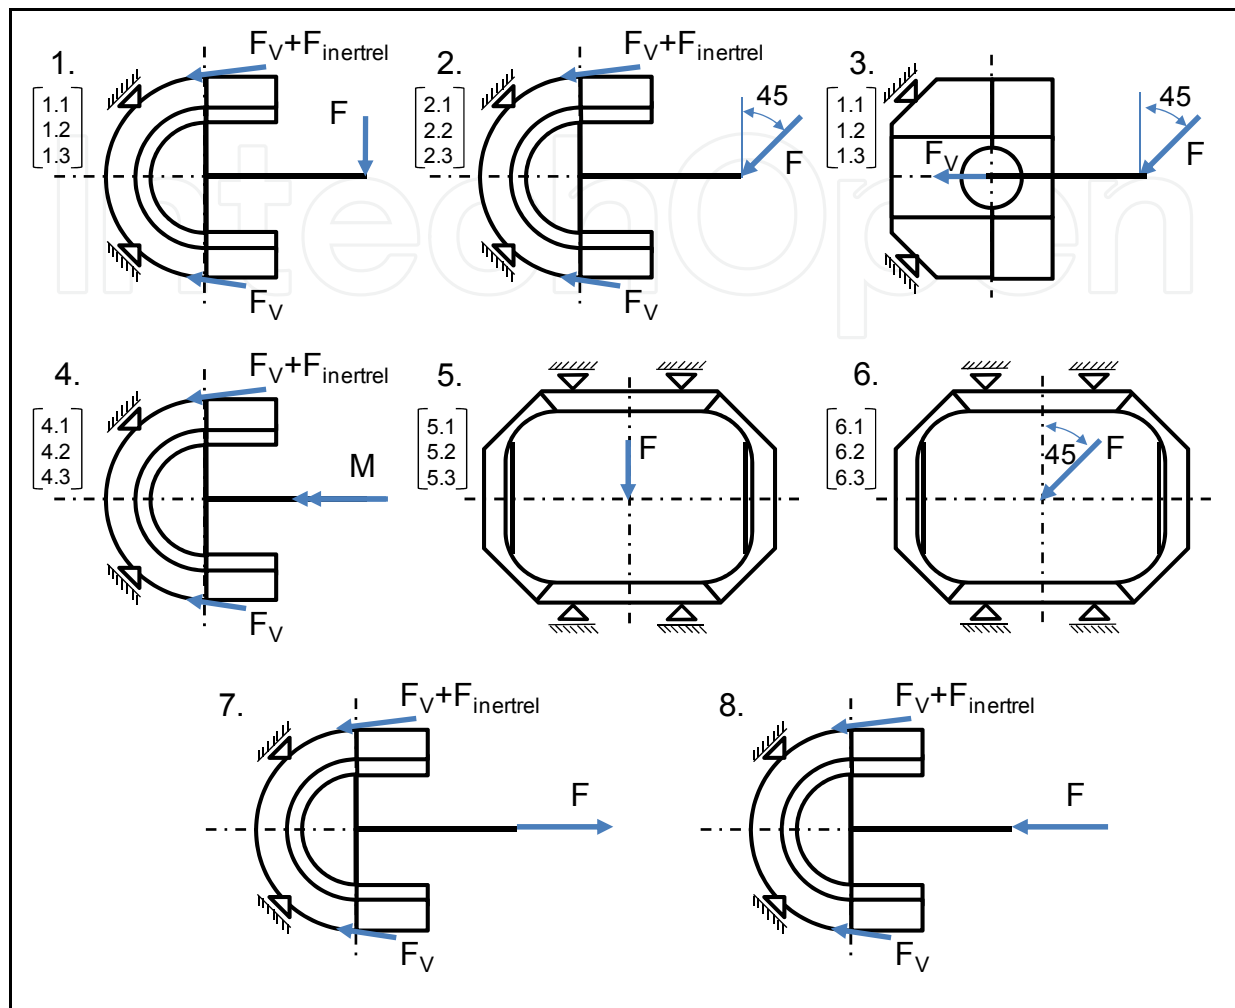 1.
F_V+F_inertrel
1.1
1.2
1.3
F
F_V
2.
F_V+F_inertrel
2.1
2.2
2.3
45
F
F_V
3.
1.1
1.2
1.3
45
F
F_V
IntechOpen
4.
F_V+F_inertrel
4.1
4.2
4.3
M
F_V
5.
5.1
5.2
5.3
F
6.
6.1
6.2
6.3
45
F
7.
F_V+F_inertrel
F
F_V
8.
F_V+F_inertrel
F
F_V